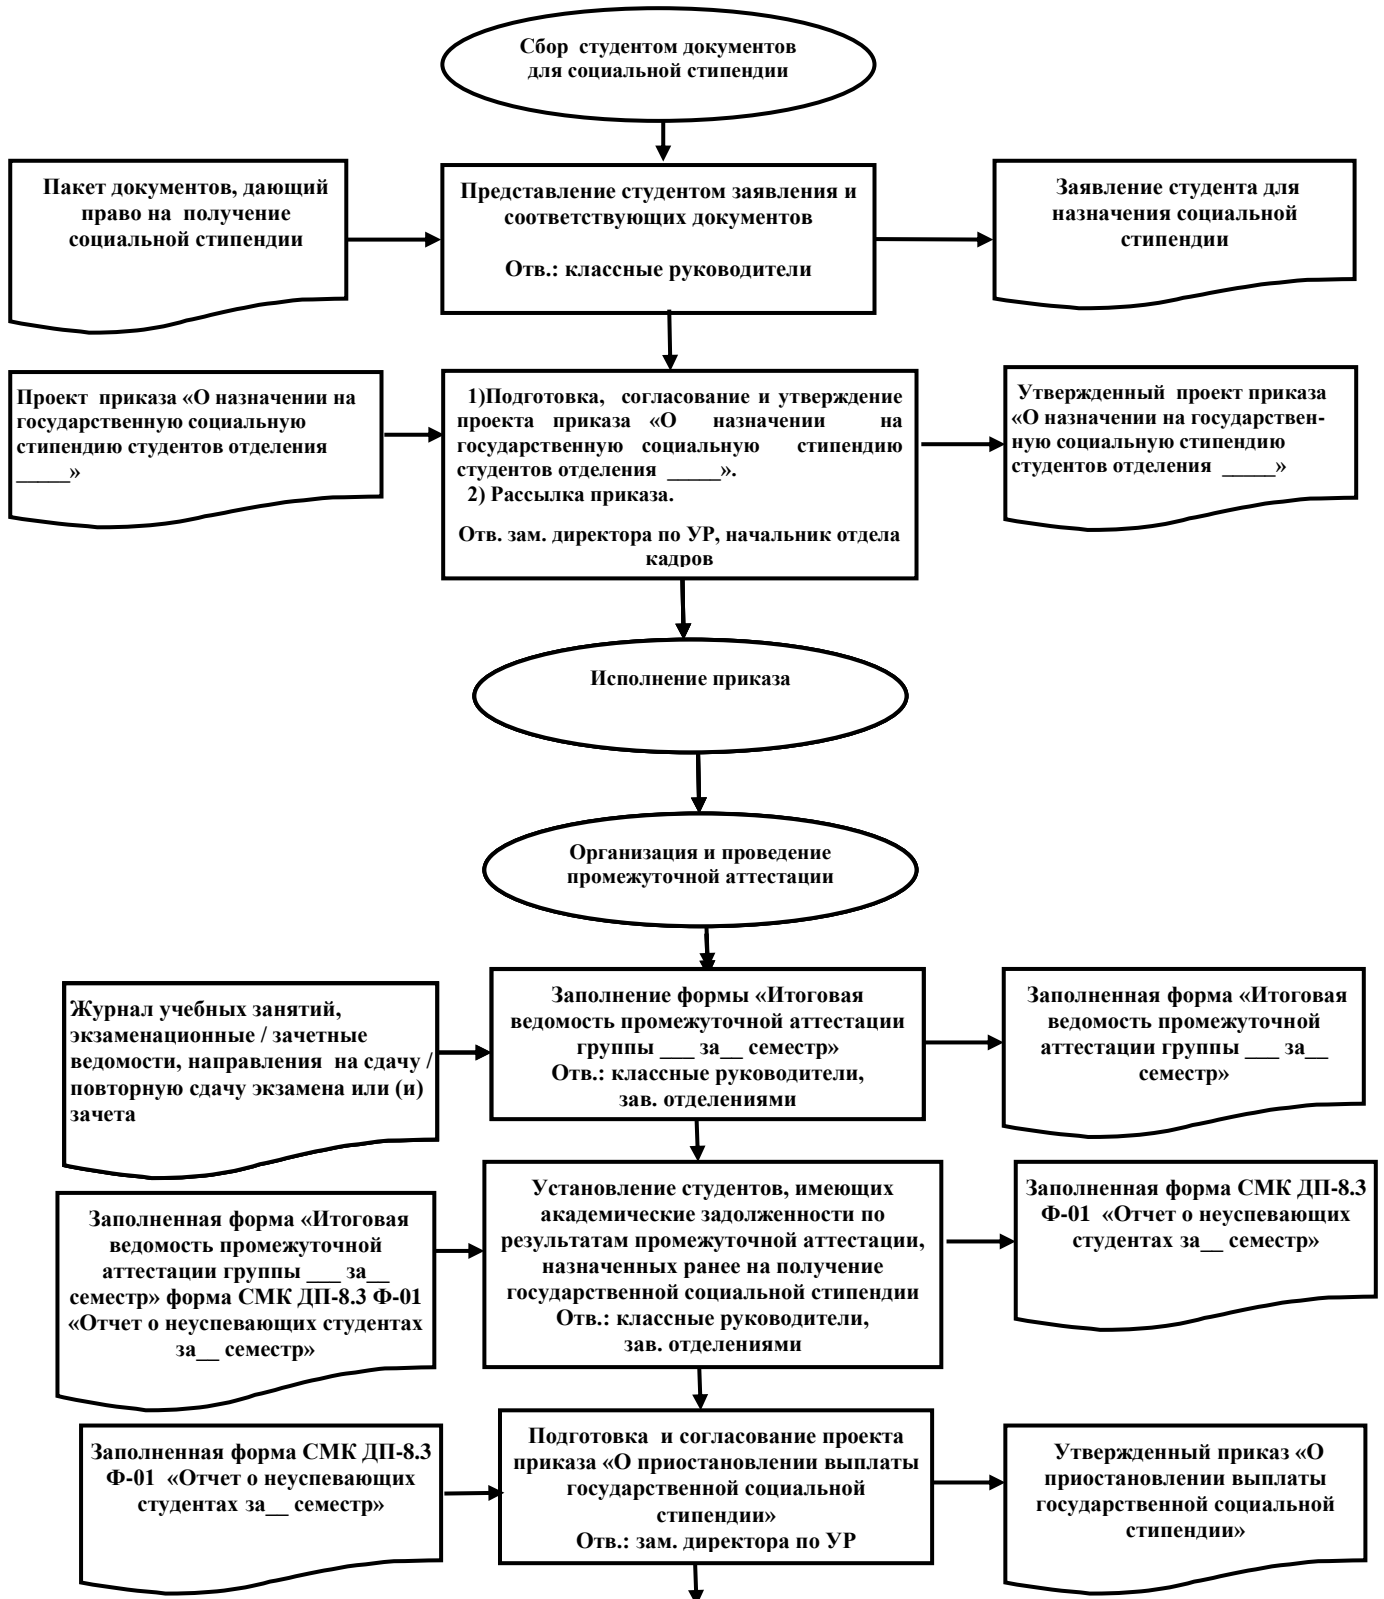 Сбор студентом документов
для социальной стипендии
Пакет документов, дающий
право на получение
социальной стипендии
Представление студентом заявления и
соответствующих документов
Отв.: классные руководители
Заявление студента для
назначения социальной
стипендии
Проект приказа «О назначении на
государственную социальную
стипендию студентов отделения
_____»
1)Подготовка, согласование и утверждение
проекта приказа «О назначении на
государственную социальную стипендию
студентов отделения _____».
2) Рассылка приказа.
Отв. зам. директора по УР, начальник отдела
кадров
Утвержденный проект приказа
«О назначении на государствен-
ную социальную стипендию
студентов отделения _____»
Исполнение приказа
Организация и проведение
промежуточной аттестации
Журнал учебных занятий,
экзаменационные / зачетные
ведомости, направления на сдачу /
повторную сдачу экзамена или (и)
зачета
Заполнение формы «Итоговая
ведомость промежуточной аттестации
группы ___ за__ семестр»
Отв.: классные руководители,
зав. отделениями
Заполненная форма «Итоговая
ведомость промежуточной
аттестации группы ___ за__
семестр»
Заполненная форма «Итоговая
ведомость промежуточной
аттестации группы ___ за__
семестр» форма СМК ДП-8.3 Ф-01
«Отчет о неуспевающих студентах
за__ семестр»
Установление студентов, имеющих
академические задолженности по
результатам промежуточной аттестации,
назначенных ранее на получение
государственной социальной стипендии
Отв.: классные руководители,
зав. отделениями
Заполненная форма СМК ДП-8.3
Ф-01 «Отчет о неуспевающих
студентах за__ семестр»
Заполненная форма СМК ДП-8.3
Ф-01 «Отчет о неуспевающих
студентах за__ семестр»
Подготовка и согласование проекта
приказа «О приостановлении выплаты
государственной социальной
стипендии»
Отв.: зам. директора по УР
Утвержденный приказ «О
приостановлении выплаты
государственной социальной
стипендии»